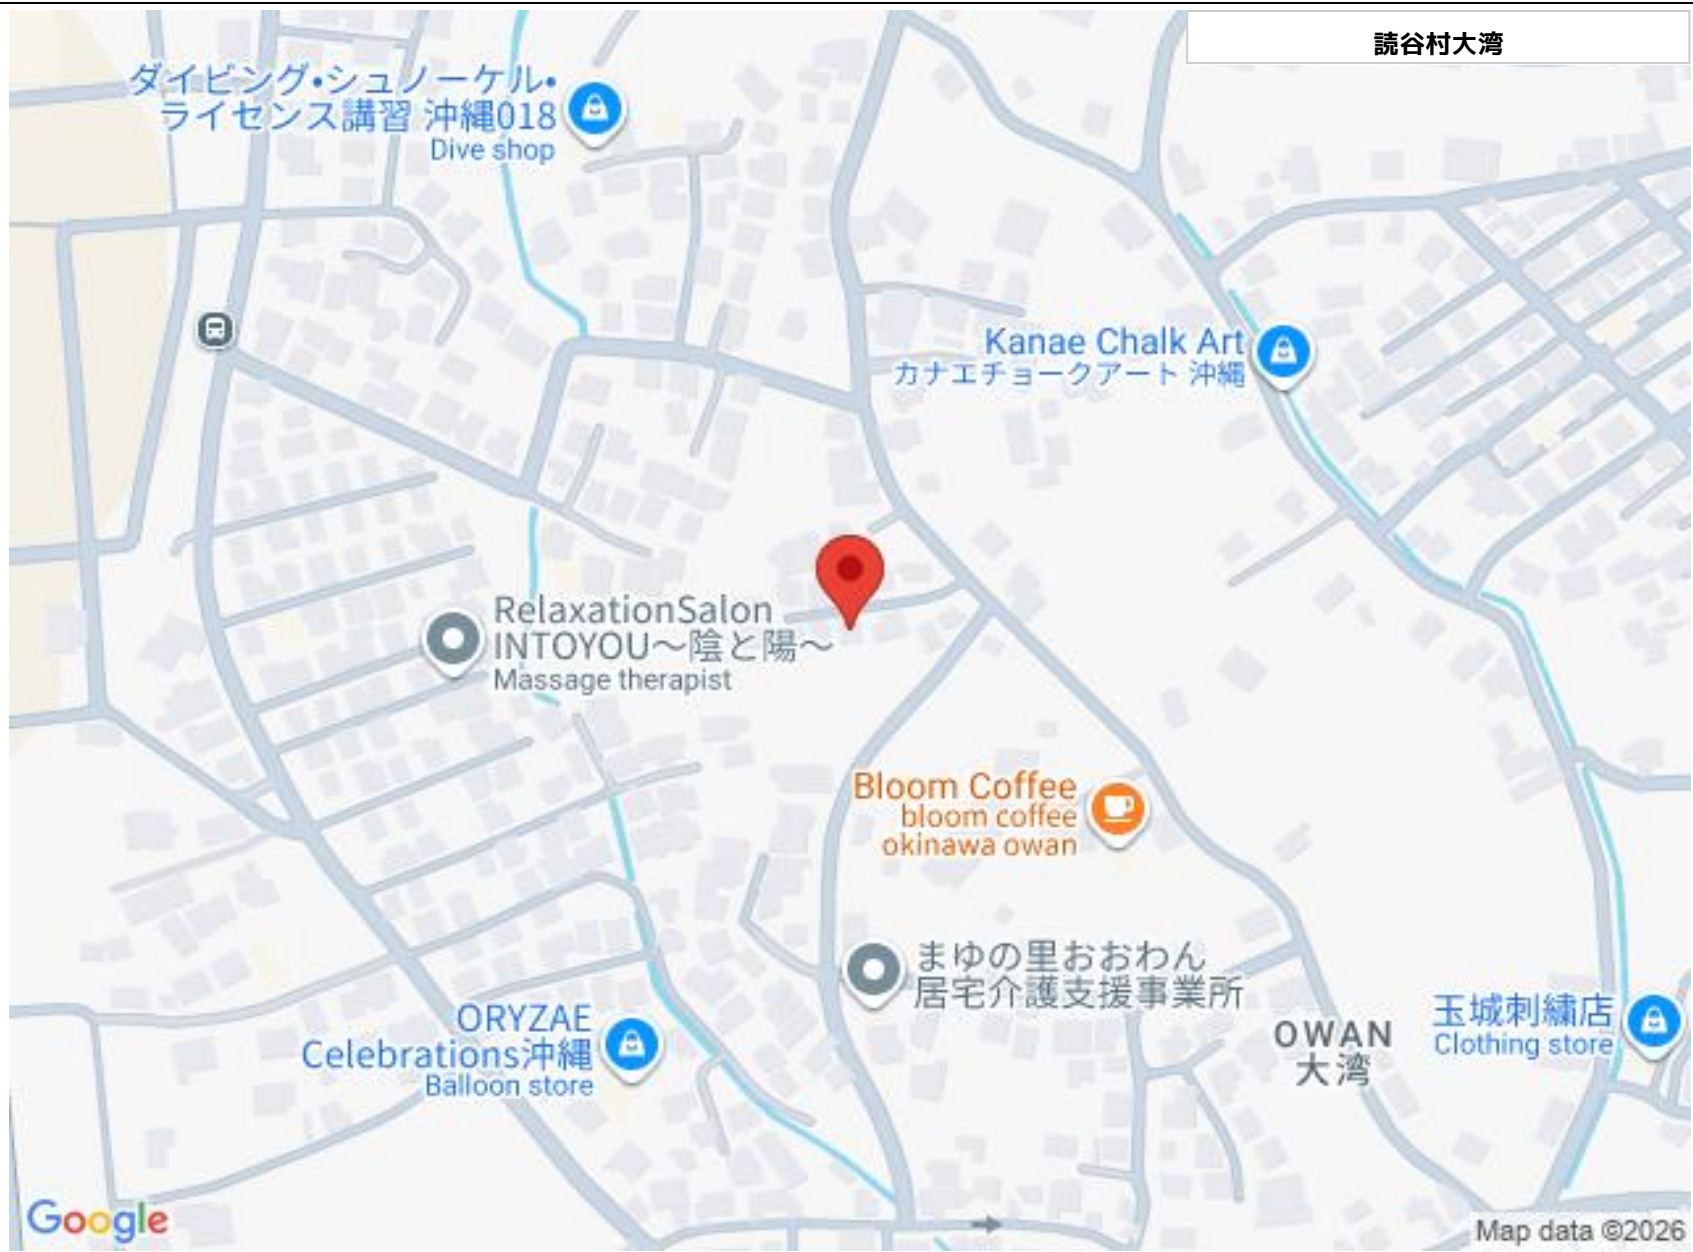 読谷村大湾
ダイビング•シュノーケル•
ライセンス講習 沖縄018
Dive shop
Kanae Chalk Art
カナエチョークアート 沖縄
RelaxationSalon
INTOYOU〜陰と陽〜
Massage therapist
Bloom Coffee
bloom coffee
okinawa owan
まゆの里おおわん
居宅介護支援事業所
ORYZAE
Celebrations沖縄
Balloon store
OWAN
大湾
玉城刺繍店
Clothing store
Google
Map data ©2026